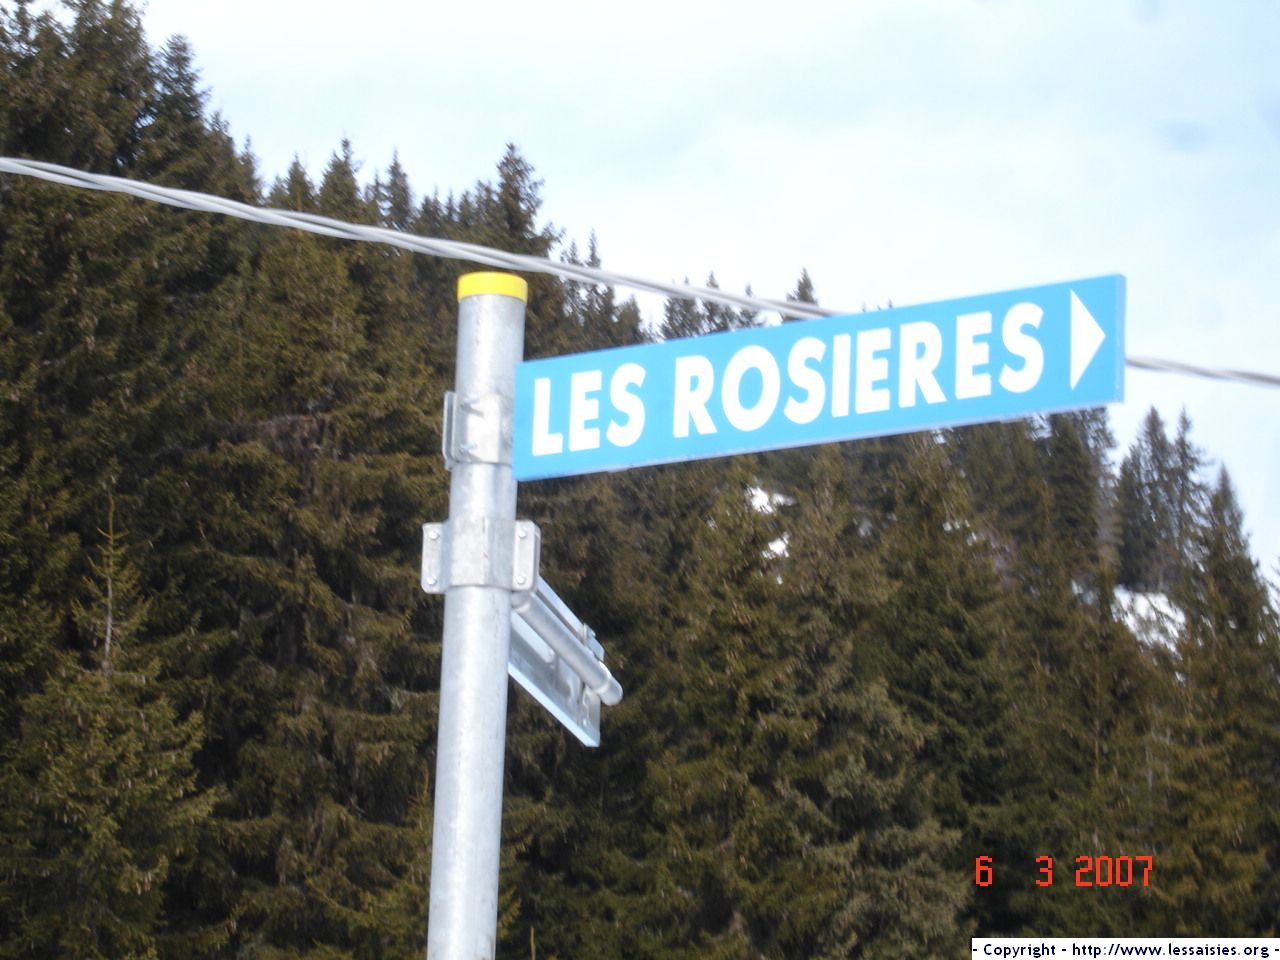 LES ROSIERES
6 3 2007
- Copyright - http://www.lessaisies.org -